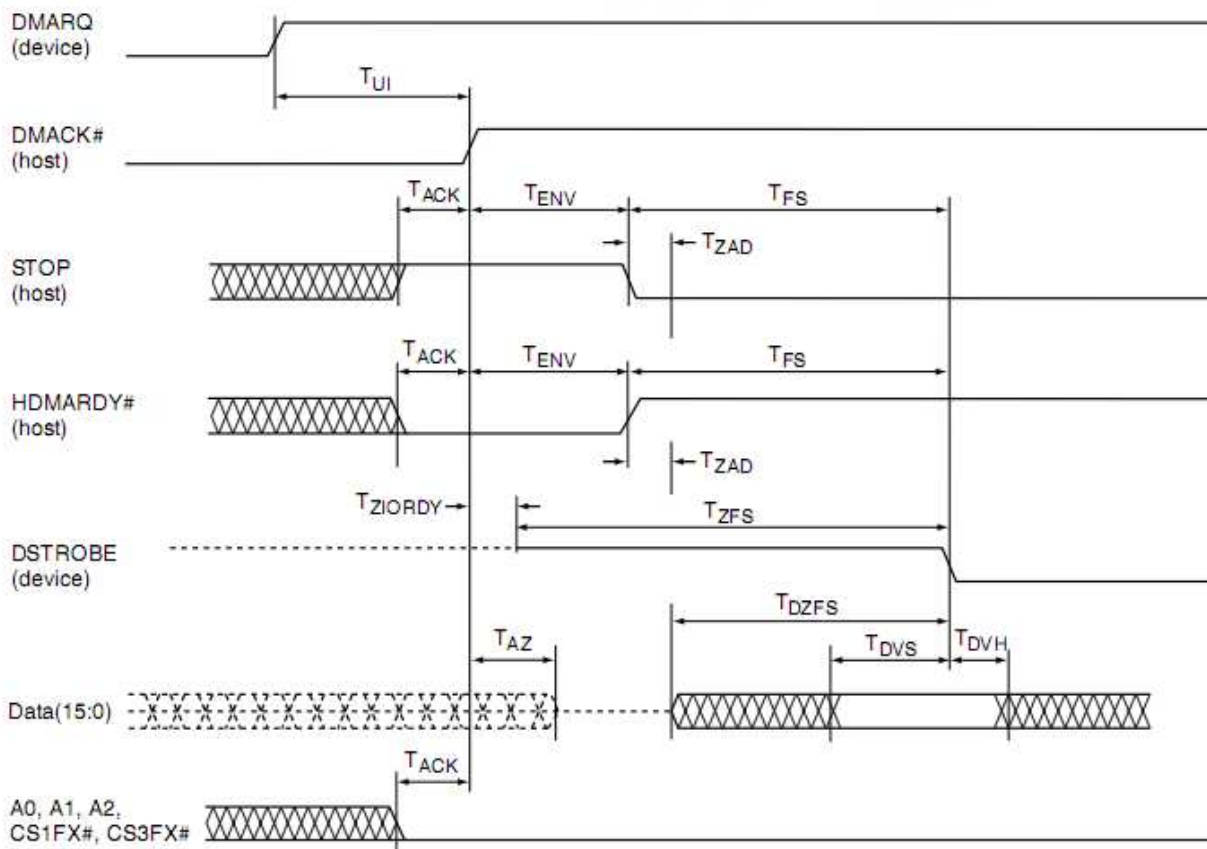 DMARQ
(device)
TUI
DMACK#
(host)
TACK
TENV
TFS
TZAD
STOP
(host)
TACK
TENV
TFS
HDMARDY#
(host)
TZAD
TZIORDY
TZFS
DSTROBE
(device)
TDZFS
TAZ
TDVS
TDVH
Data(15:0)
TACK
A0, A1, A2,
CS1FX#, CS3FX#